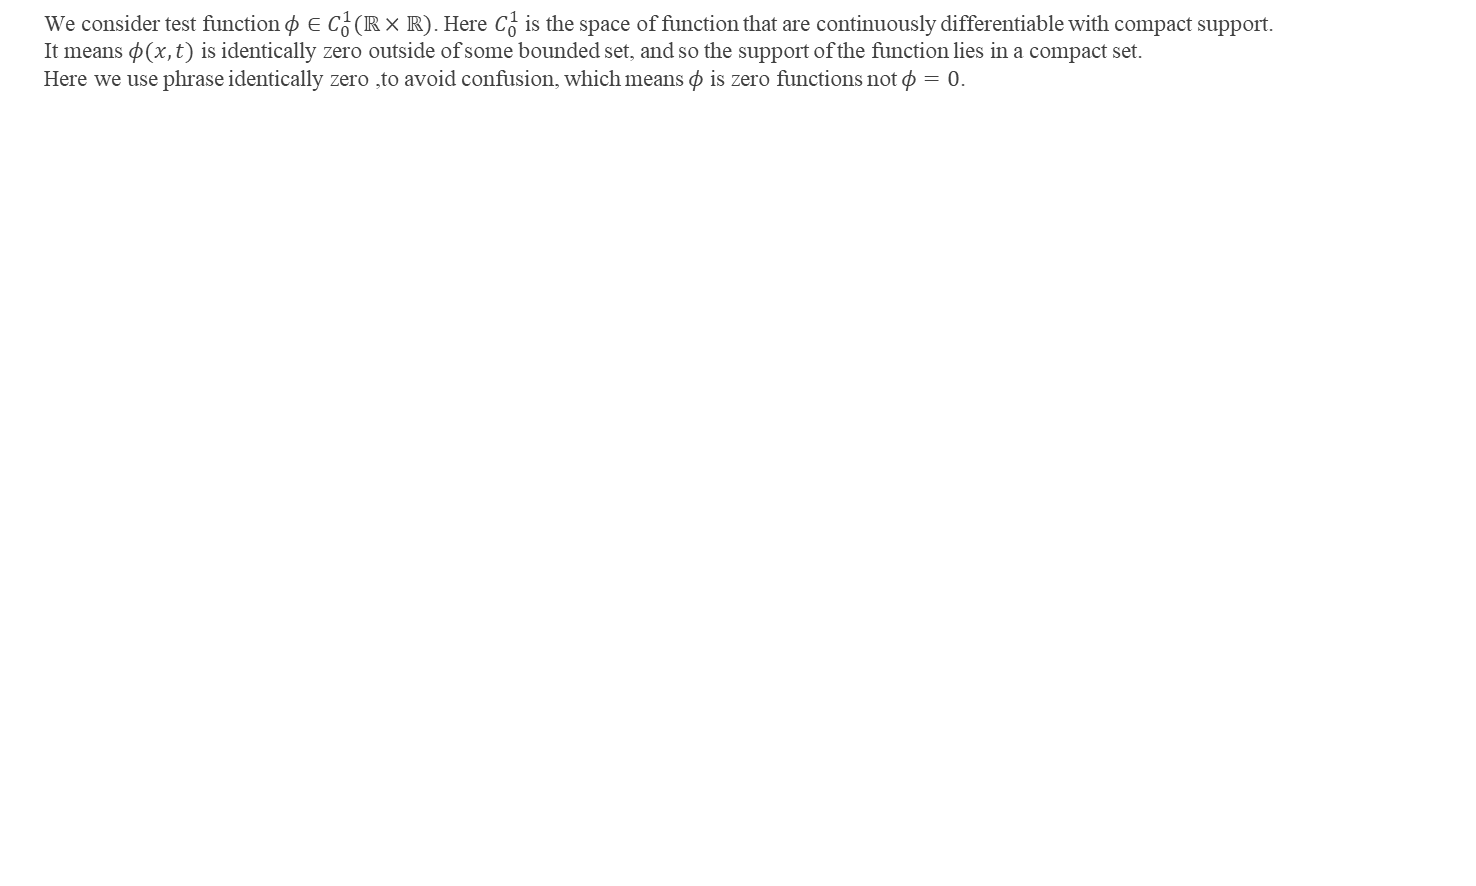 We consider test function ϕ ∈ C₀¹(ℝ × ℝ). Here C₀¹ is the space of function that are continuously differentiable with compact support.
It means ϕ(x, t) is identically zero outside of some bounded set, and so the support of the function lies in a compact set.
Here we use phrase identically zero ,to avoid confusion, which means ϕ is zero functions not ϕ = 0.